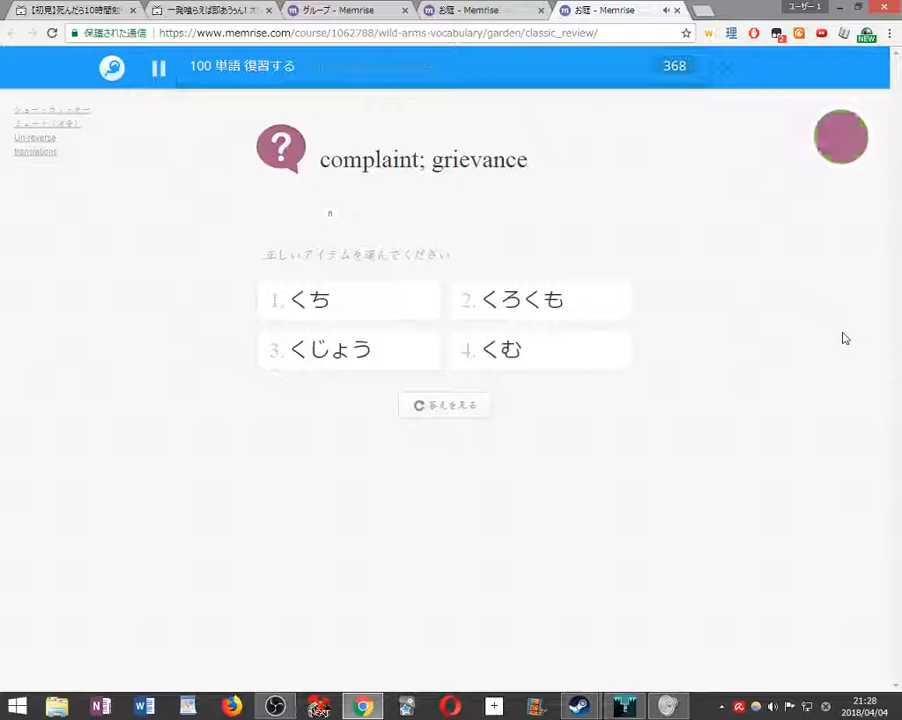 【初見】死んだら10時間勉
一発喰らえば即あううん! オ
グループ - Memrise
お庭 - Memrise
お庭 - Memrise
ユーザー 1
保護された通信
https://www.memrise.com/course/1062788/wild-arms-vocabulary/garden/classic_review/
100 単語 復習する
368
Un-reverse
translations
complaint; grievance
n
正しいアイテムを選んでください
1. くち
2. くろくも
3. くじょう
4. くむ
答えを見る
21:28
2018/04/04